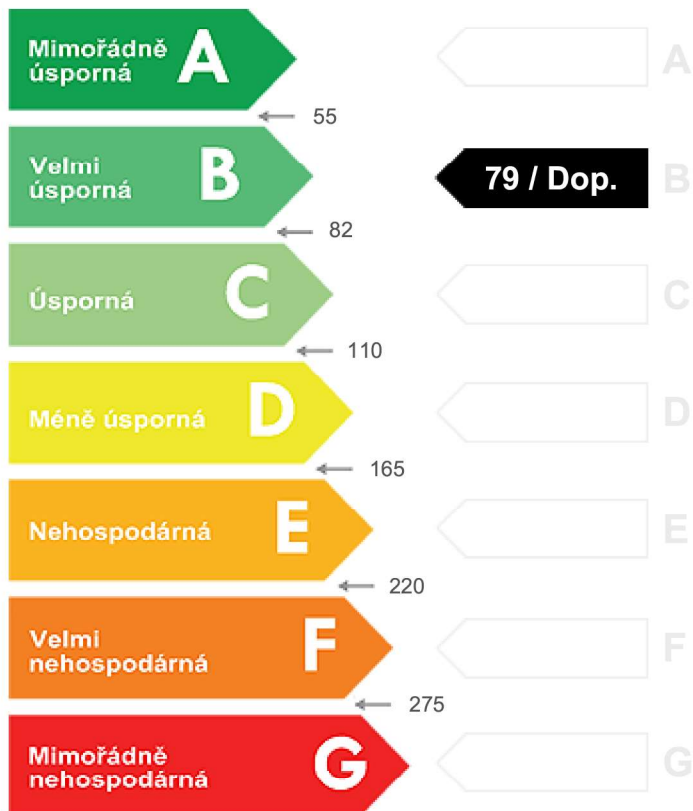 Mimořádně
úsporná
A
A
55
Velmi
úsporná
B
79 / Dop.
B
82
Úsporná
C
C
110
Méně úsporná
D
D
165
Nehospodárná
E
E
220
Velmi
nehospodárná
F
F
275
Mimořádně
nehospodárná
G
G